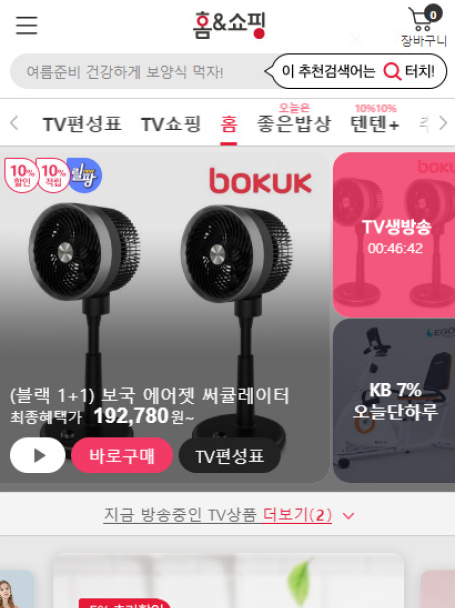 홈&쇼핑
0
장바구니
여름준비 건강하게 보양식 먹자!
이 추천검색어는 터치!
TV편성표 TV쇼핑 홈 오늘은 좋은밥상 10%10% 텐텐+
10% 할인
10% 적립
릴팡
bokuk
TV생방송
00:46:42
(블랙 1+1) 보국 에어젯 써큘레이터
최종혜택가 192,780원~
바로구매
TV편성표
EGO
KB 7%
오늘단하루
지금 방송중인 TV상품 더보기(2)